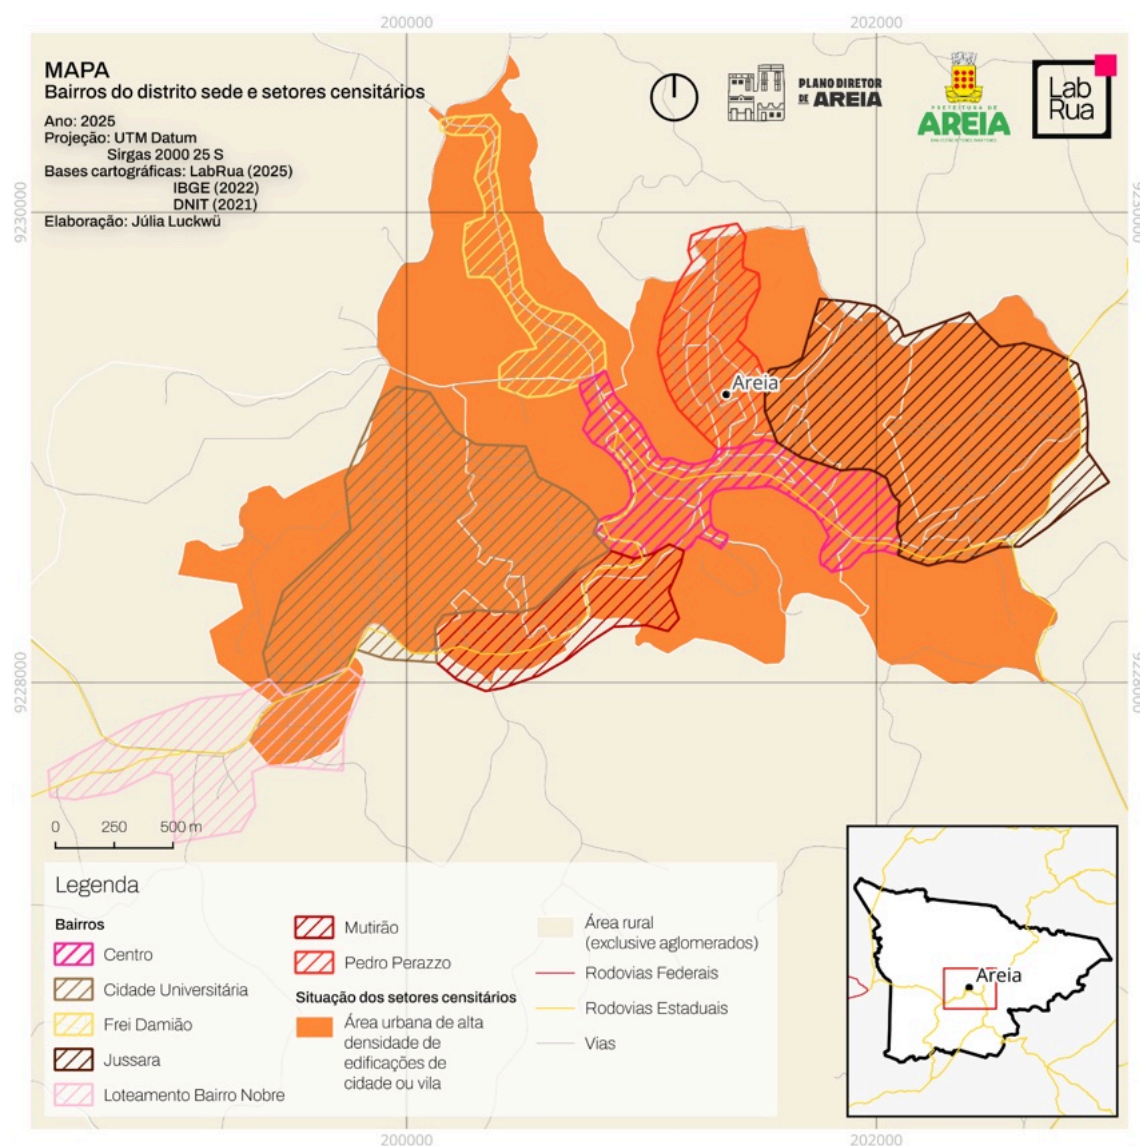 200000
202000
MAPA
Bairros do distrito sede e setores censitários
Ano: 2025
Projeção: UTM Datum
Sirgas 2000 25 S
Bases cartográficas: LabRua (2025)
IBGE (2022)
DNIT (2021)
Elaboração: Júlia Luckwü
PLANO DIRETOR
DE AREIA
PREFEITURA DE
AREIA
Lab
Rua
9230000
9230000
Areia
9228000
9228000
0 250 500 m
Legenda
Bairros
Centro
Cidade Universitária
Frei Damião
Jussara
Loteamento Bairro Nobre
Mutirão
Pedro Perazzo
Situação dos setores censitários
Área urbana de alta
densidade de
edificações de
cidade ou vila
Área rural
(exclusive aglomerados)
Rodovias Federais
Rodovias Estaduais
Vias
Areia
200000
202000